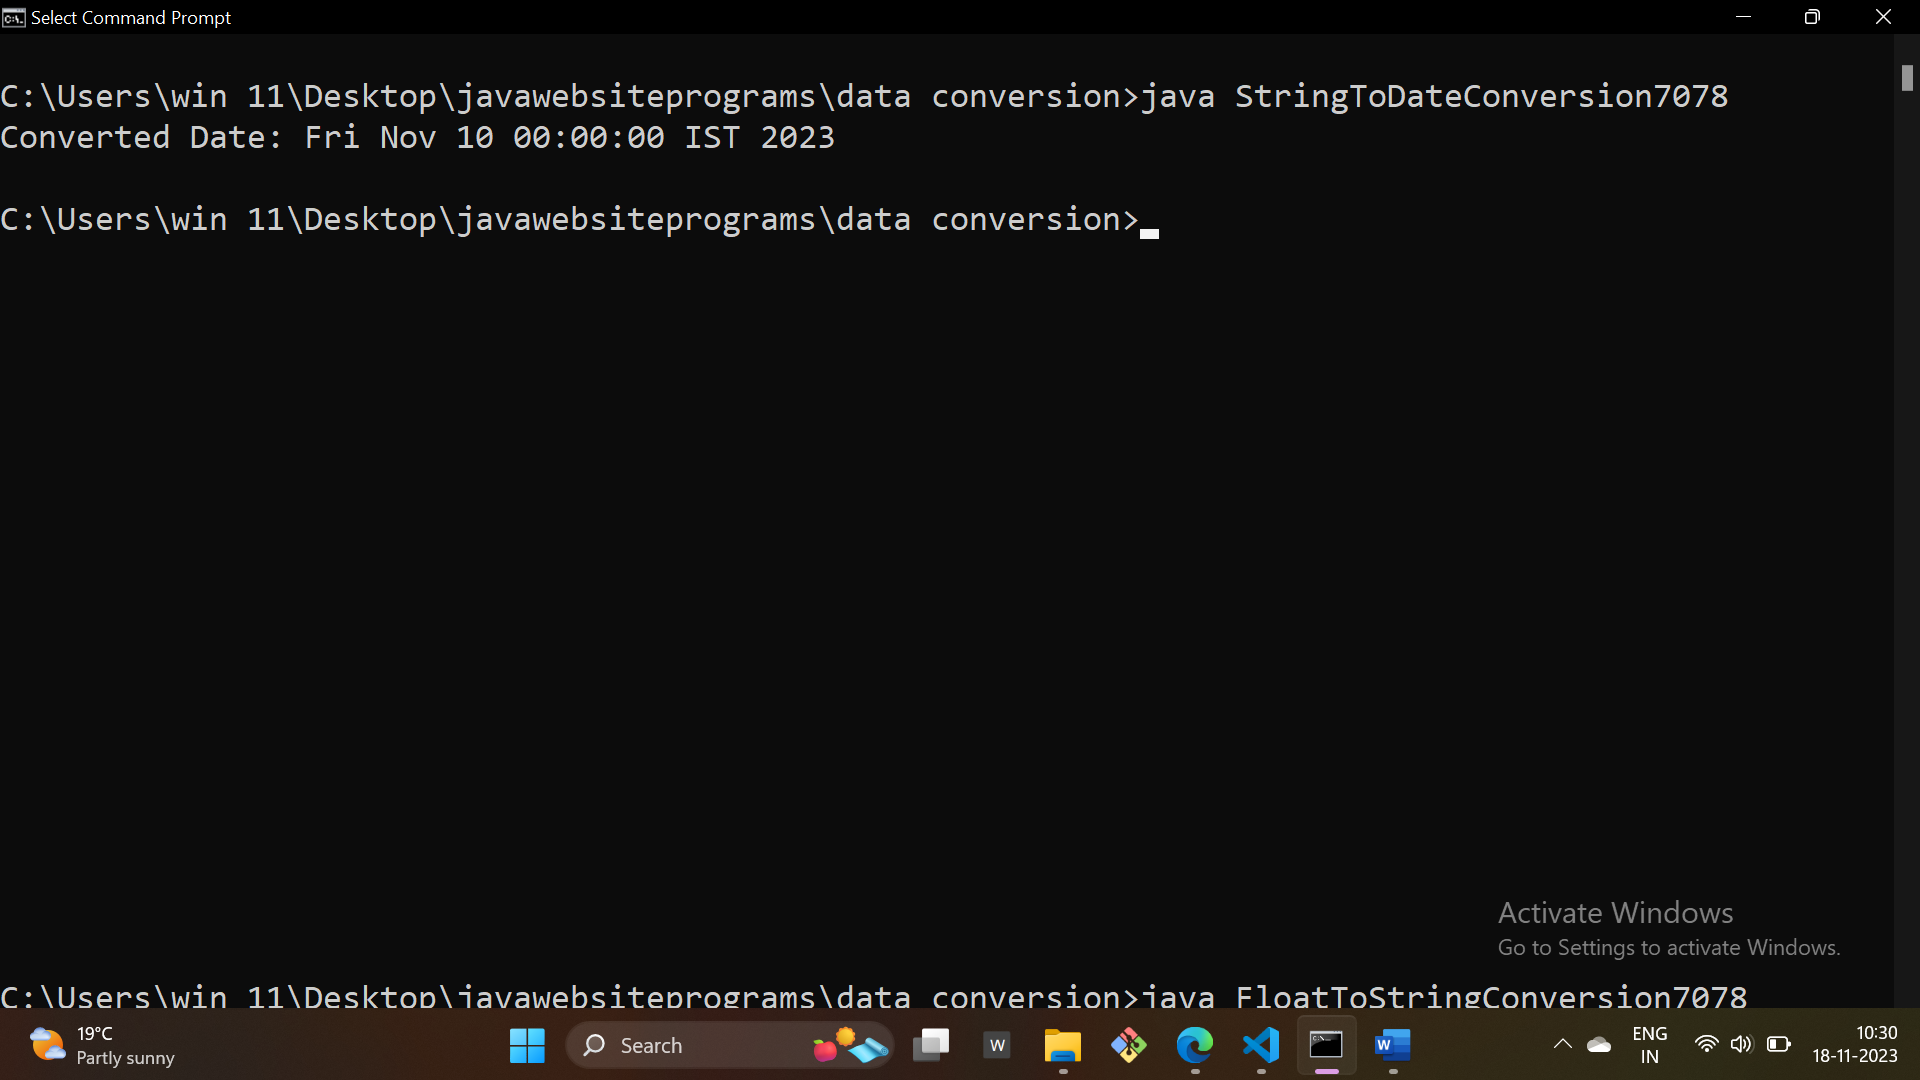 Select Command Prompt
C:\Users\win 11\Desktop\javawebsiteprograms\data conversion>java StringToDateConversion7078
Converted Date: Fri Nov 10 00:00:00 IST 2023
C:\Users\win 11\Desktop\javawebsiteprograms\data conversion>
Activate Windows
Go to Settings to activate Windows.
C:\Users\win 11\Desktop\javawebsiteprograms\data conversion>java FloatToStringConversion7078
19°C
Partly sunny
Search
W
W
ENG
IN
10:30
18-11-2023